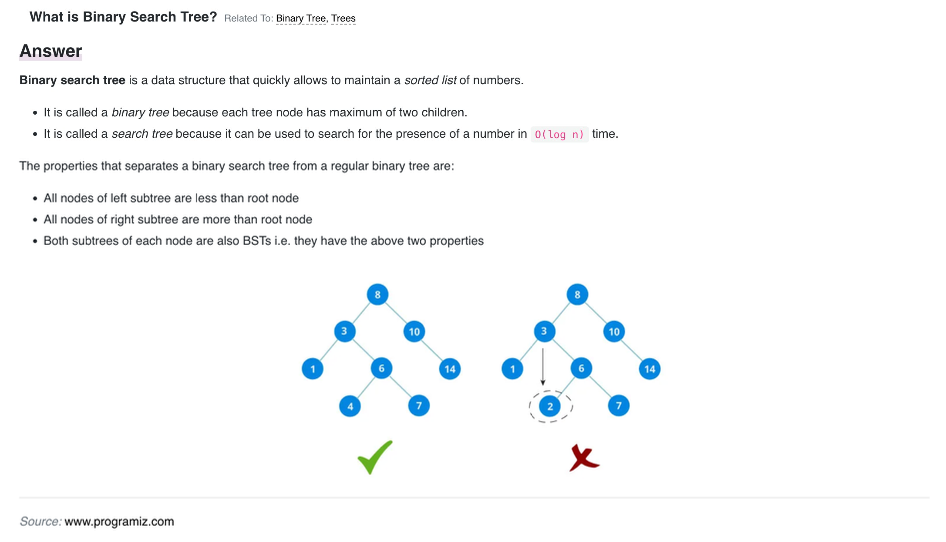 What is Binary Search Tree? Related To: Binary Tree, Trees
Answer
Binary search tree is a data structure that quickly allows to maintain a sorted list of numbers.
• It is called a binary tree because each tree node has maximum of two children.
• It is called a search tree because it can be used to search for the presence of a number in O(log n) time.
The properties that separates a binary search tree from a regular binary tree are:
• All nodes of left subtree are less than root node
• All nodes of right subtree are more than root node
• Both subtrees of each node are also BSTs i.e. they have the above two properties
8 8
3 10 3 10
1 6 14 1 6 14
4 7 2 7
Source: www.programiz.com